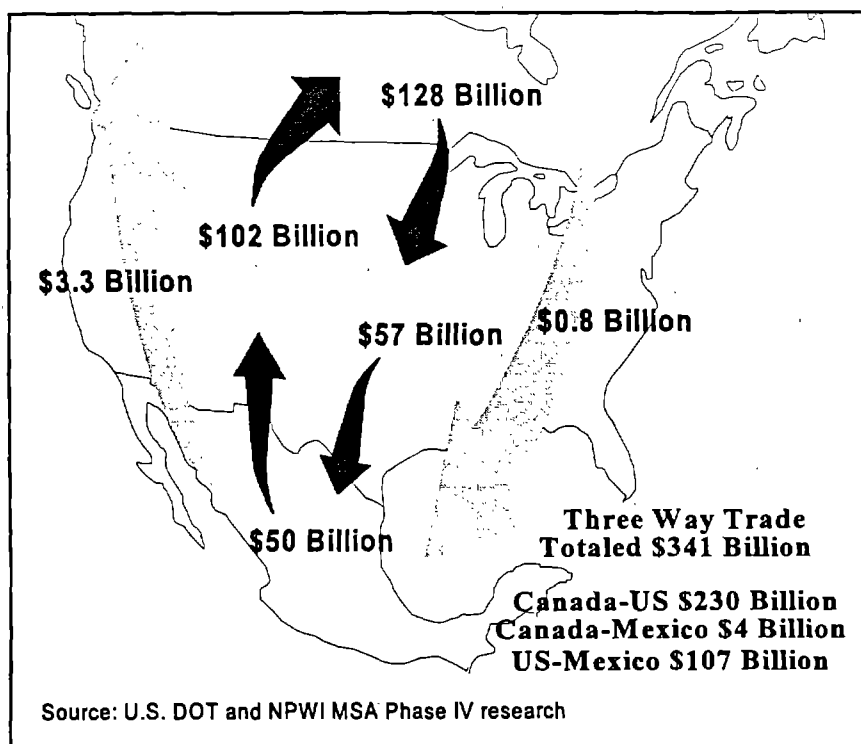 $128 Billion
$102 Billion
$3.3 Billion
$0.8 Billion
$57 Billion
$50 Billion
Three Way Trade
Totaled $341 Billion
Canada-US $230 Billion
Canada-Mexico $4 Billion
US-Mexico $107 Billion
Source: U.S. DOT and NPWI MSA Phase IV research